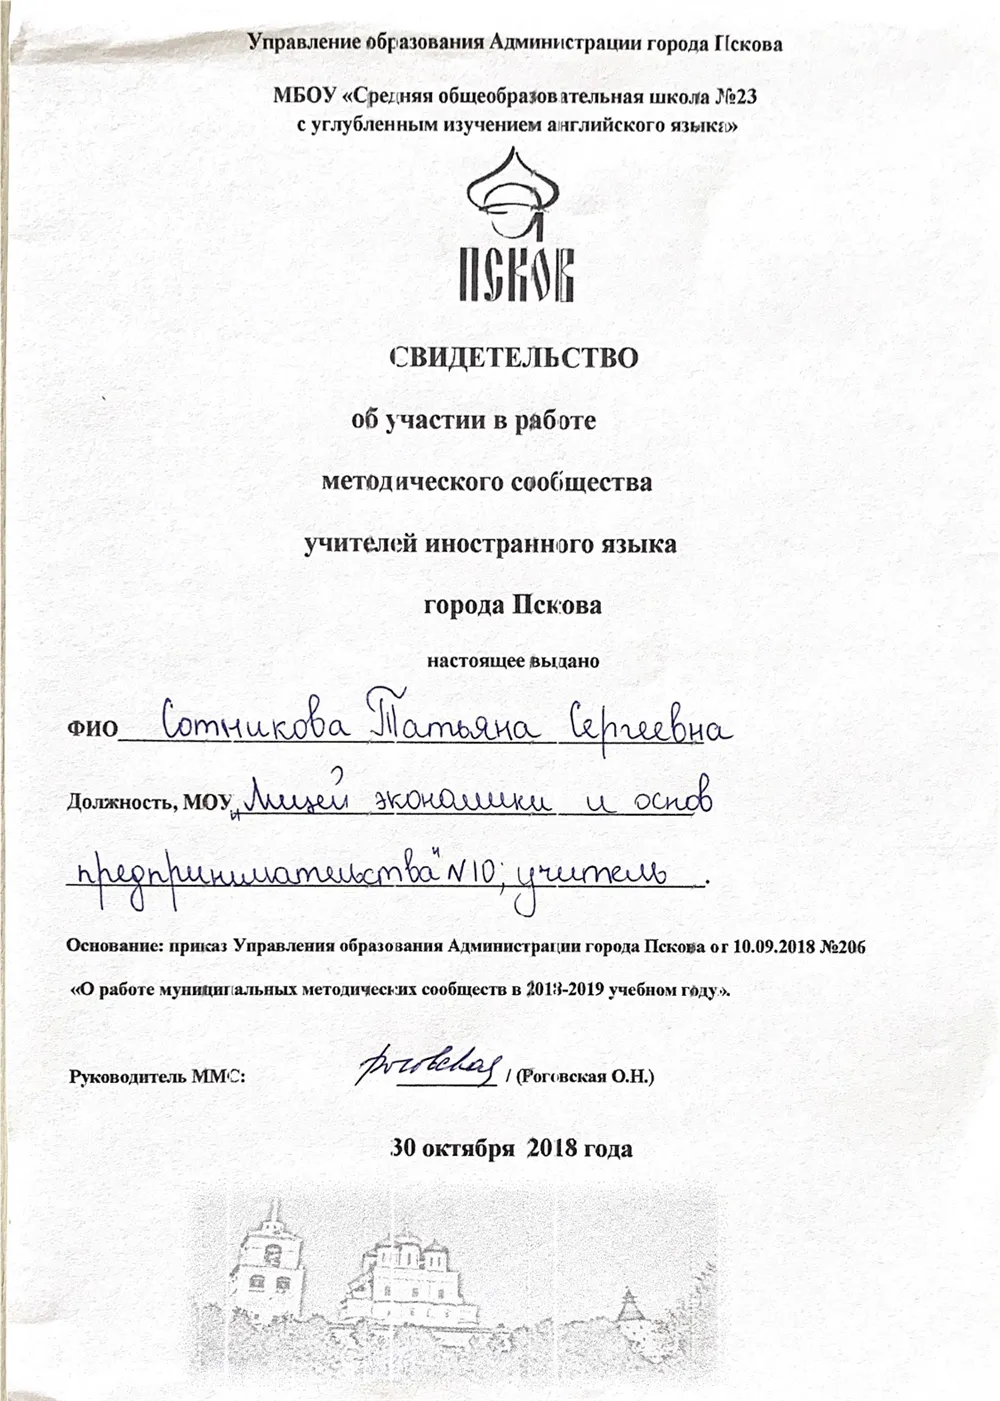 Управление образования Администрации города Пскова
МБОУ «Средняя общеобразовательная школа №23
с углубленным изучением английского языка»
ПСКОВ
СВИДЕТЕЛЬСТВО
об участии в работе
методического сообщества
учителей иностранного языка
города Пскова
настоящее выдано
ФИО Сотникова Татьяна Сергеевна
Должность, МОУ „Лицей экономики и основ
предпринимательства“ №10; учитель.
Основание: приказ Управления образования Администрации города Пскова от 10.09.2018 №206
«О работе муниципальных методических сообществ в 2018-2019 учебном году».
Руководитель ММС: Роговская / (Роговская О.Н.)
30 октября 2018 года